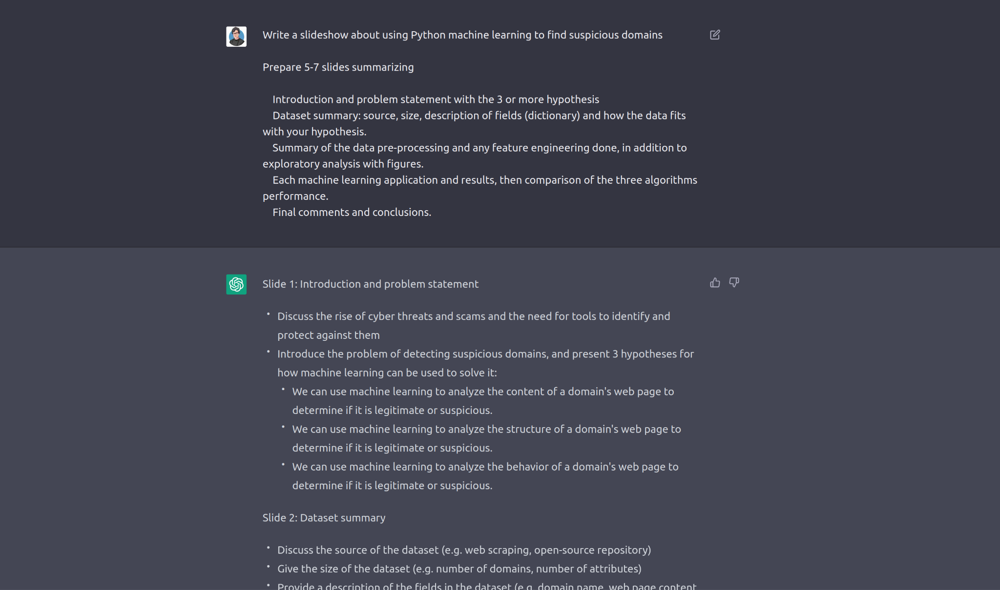 Write a slideshow about using Python machine learning to find suspicious domains
Prepare 5-7 slides summarizing
Introduction and problem statement with the 3 or more hypothesis
Dataset summary: source, size, description of fields (dictionary) and how the data fits
with your hypothesis.
Summary of the data pre-processing and any feature engineering done, in addition to
exploratory analysis with figures.
Each machine learning application and results, then comparison of the three algorithms
performance.
Final comments and conclusions.
Slide 1: Introduction and problem statement
• Discuss the rise of cyber threats and scams and the need for tools to identify and
protect against them
• Introduce the problem of detecting suspicious domains, and present 3 hypotheses for
how machine learning can be used to solve it:
• We can use machine learning to analyze the content of a domain's web page to
determine if it is legitimate or suspicious.
• We can use machine learning to analyze the structure of a domain's web page to
determine if it is legitimate or suspicious.
• We can use machine learning to analyze the behavior of a domain's web page to
determine if it is legitimate or suspicious.
Slide 2: Dataset summary
• Discuss the source of the dataset (e.g. web scraping, open-source repository)
• Give the size of the dataset (e.g. number of domains, number of attributes)
• Provide a description of the fields in the dataset (e.g. domain name, web page content